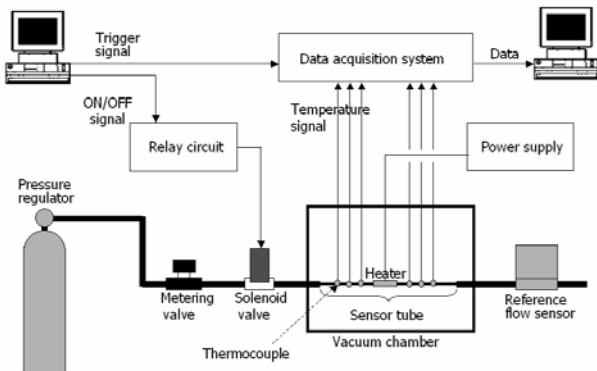 Trigger
signal
Data acquisition system
Data
ON/OFF
signal
Temperature
signal
Relay circuit
Power supply
Pressure
regulator
Heater
Metering
valve
Solenoid
valve
Sensor tube
Reference
flow sensor
Thermocouple
Vacuum chamber